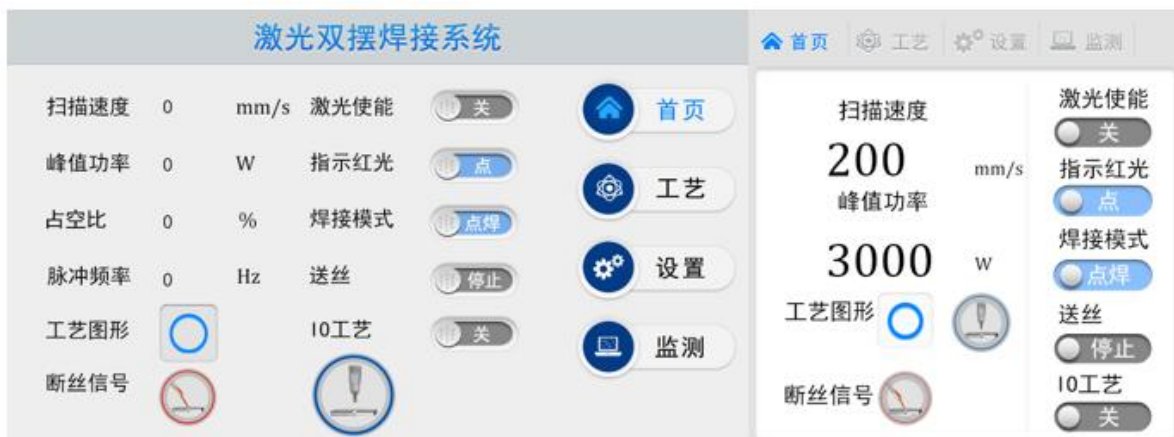 激光双摆焊接系统
扫描速度 0 mm/s 激光使能 关
峰值功率 0 W 指示红光 点
占空比 0 % 焊接模式 点焊
脉冲频率 0 Hz 送丝 停止
工艺图形 IO工艺 关
断丝信号
首页
工艺
设置
监测
首页 工艺 设置 监测
扫描速度
200 mm/s
峰值功率
3000 W
工艺图形
断丝信号
激光使能
关
指示红光
点
焊接模式
点焊
送丝
停止
IO工艺
关